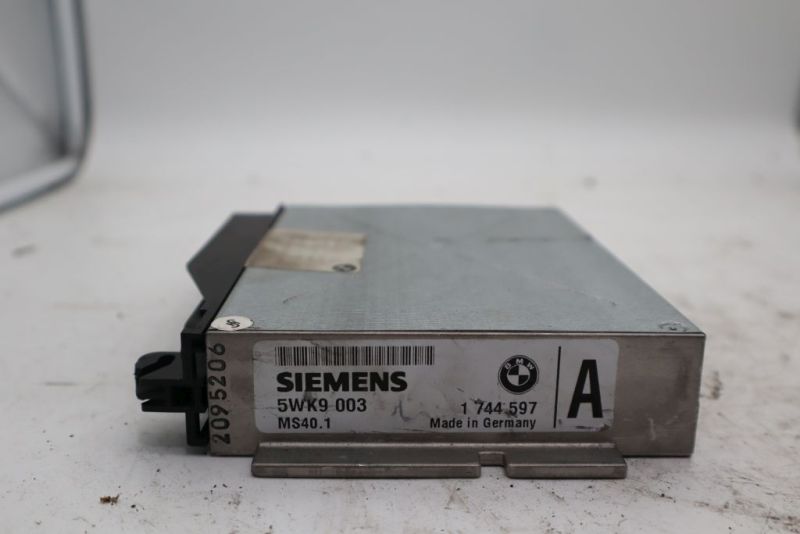 2095206
SIEMENS
5WK9 003
MS40.1
BMW
1 744 597
Made in Germany
A